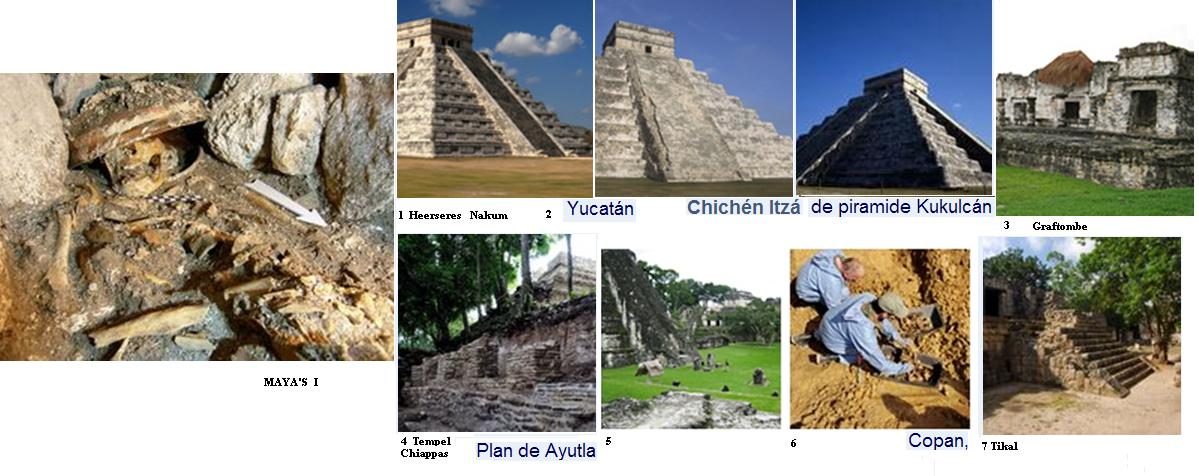 MAYA'S I
1 Heerseres Nakum
2 Yucatán
Chichén Itzá de piramide Kukulcán
3 Graftombe
4 Tempel
Chiappas
Plan de Ayutla
5
6 Copan,
7 Tikal